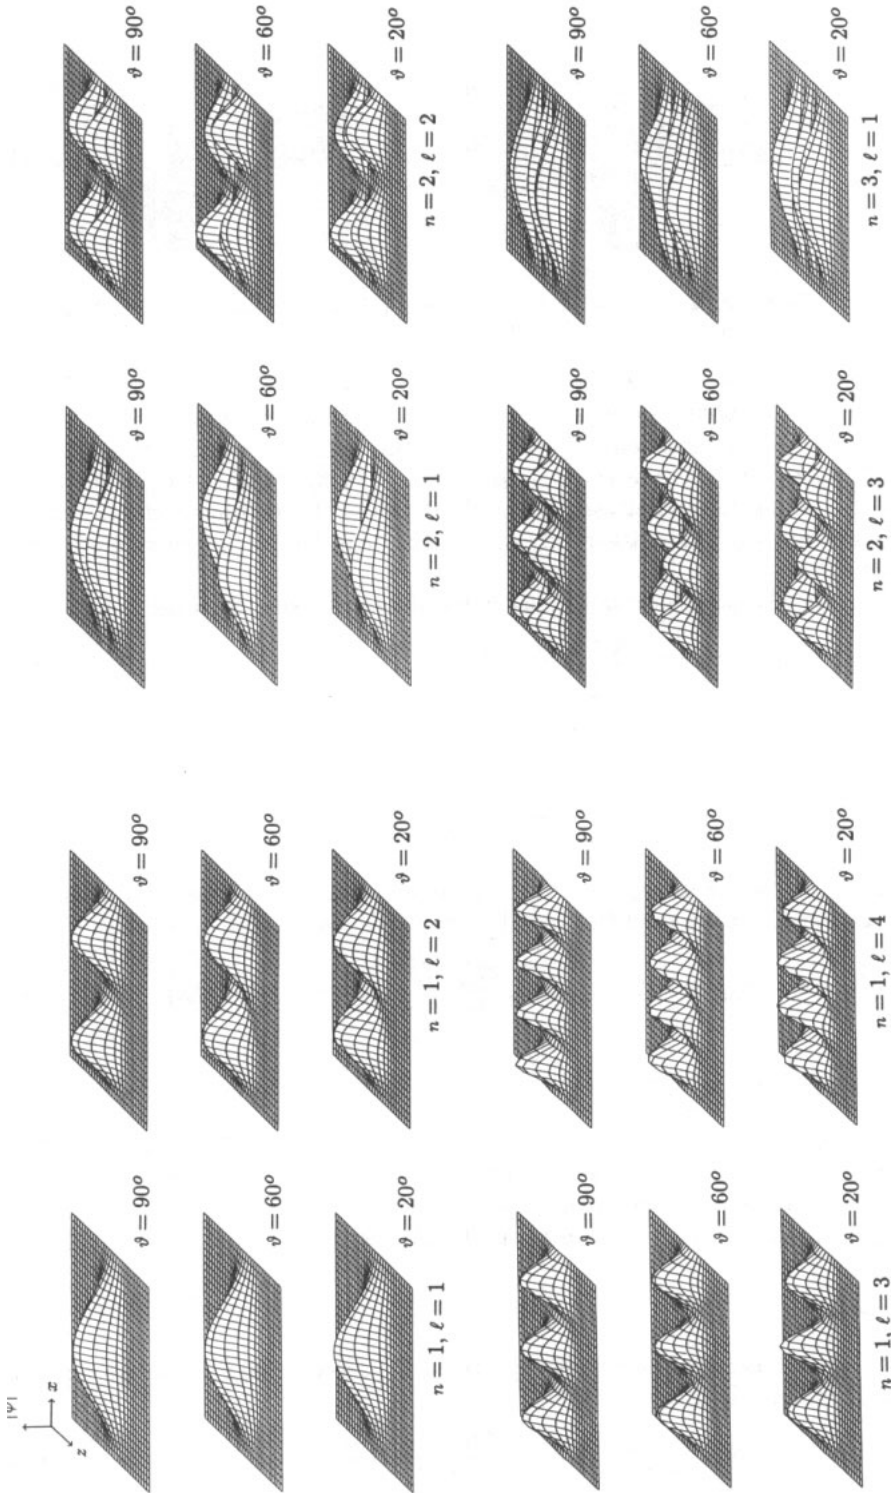 |Ψ|
x
z
ϑ = 90°
ϑ = 60°
ϑ = 20°
n = 1, ℓ = 1
ϑ = 90°
ϑ = 60°
ϑ = 20°
n = 1, ℓ = 2
ϑ = 90°
ϑ = 60°
ϑ = 20°
n = 2, ℓ = 1
ϑ = 90°
ϑ = 60°
ϑ = 20°
n = 2, ℓ = 2
ϑ = 90°
ϑ = 60°
ϑ = 20°
n = 1, ℓ = 3
ϑ = 90°
ϑ = 60°
ϑ = 20°
n = 1, ℓ = 4
ϑ = 90°
ϑ = 60°
ϑ = 20°
n = 2, ℓ = 3
ϑ = 90°
ϑ = 60°
ϑ = 20°
n = 3, ℓ = 1